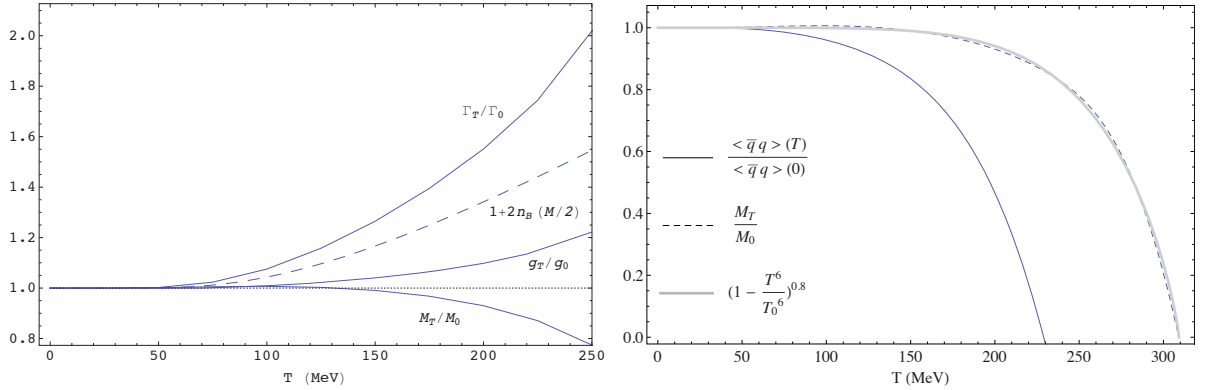 2.0
1.8
1.6
1.4
1.2
1.0
0.8
Γ_T/Γ_0
1+2n_B (M/2)
g_T/g_0
M_T/M_0
0 50 100 150 200 250
T (MeV)
1.0
0.8
0.6
0.4
0.2
0.0
< q̅ q > (T)
< q̅ q > (0)
M_T
M_0
(1 - T^6/T_0^6)^0.8
0 50 100 150 200 250 300
T (MeV)